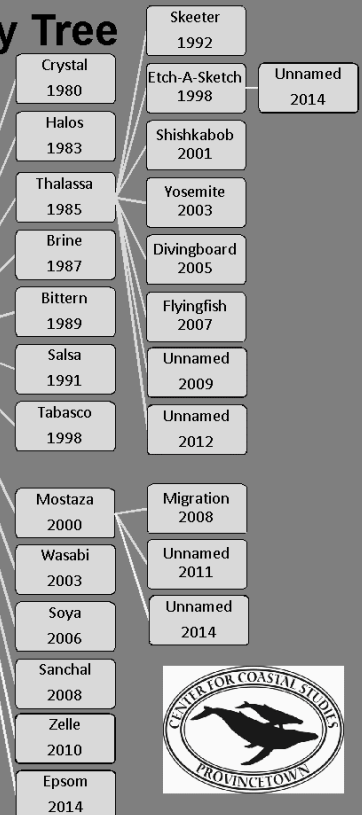 y Tree
Crystal
1980
Halos
1983
Thalassa
1985
Brine
1987
Bittern
1989
Salsa
1991
Tabasco
1998
Mostaza
2000
Wasabi
2003
Soya
2006
Sanchal
2008
Zelle
2010
Epsom
2014
Skeeter
1992
Etch-A-Sketch
1998
Shishkabob
2001
Yosemite
2003
Divingboard
2005
Flyingfish
2007
Unnamed
2009
Unnamed
2012
Migration
2008
Unnamed
2011
Unnamed
2014
Unnamed
2014
CENTER FOR COASTAL STUDIES
PROVINCETOWN